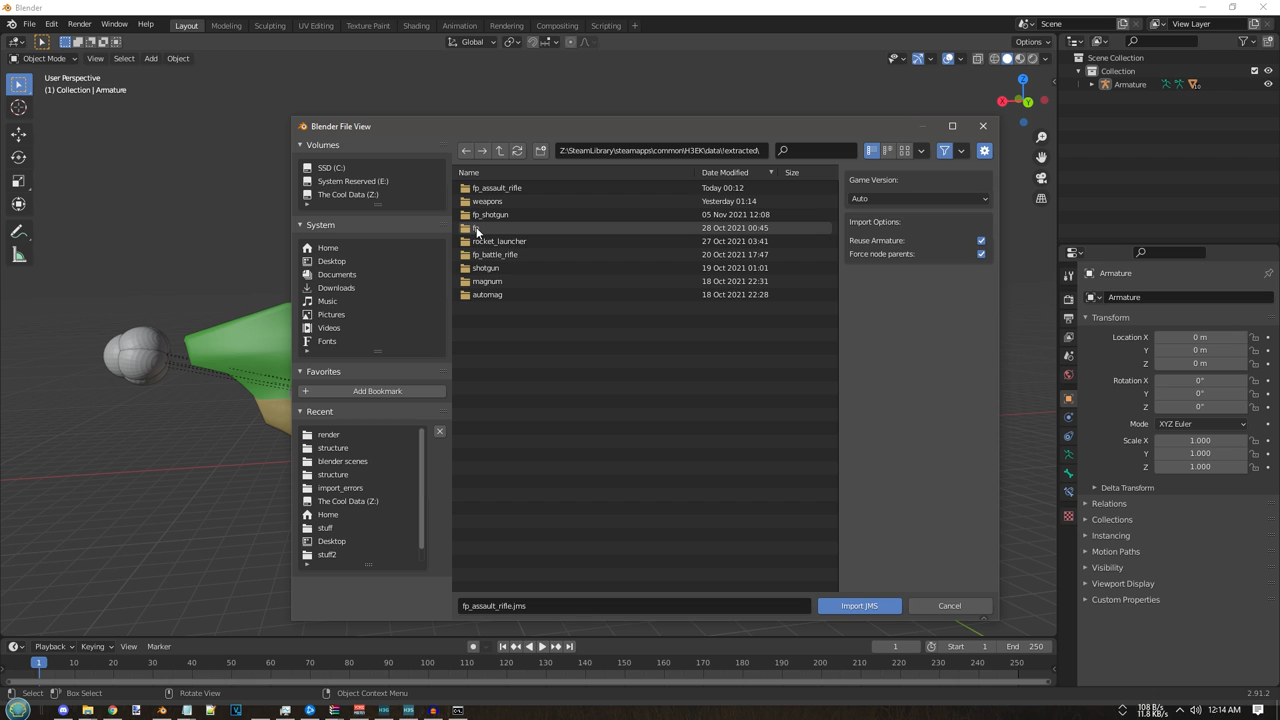 Blender
File Edit Render Window Help
Layout Modeling Sculpting UV Editing Texture Paint Shading Animation Rendering Compositing Scripting +
Scene
View Layer
Global
Options
Object Mode View Select Add Object
User Perspective
(1) Collection | Armature
Z
X
Y
Scene Collection
Collection
Armature
10
Blender File View
Volumes
SSD (C:)
System Reserved (E:)
The Cool Data (Z:)
System
Home
Desktop
Documents
Downloads
Music
Pictures
Videos
Fonts
Favorites
Add Bookmark
Recent
render
structure
blender scenes
structure
import_errors
The Cool Data (Z:)
Home
stuff
Desktop
stuff2
Z:\SteamLibrary\steamapps\common\H3EK\data\!extracted\
Name Date Modified Size
fp_assault_rifle Today 00:12
weapons Yesterday 01:14
fp_shotgun 05 Nov 2021 12:08
fp 28 Oct 2021 00:45
rocket_launcher 27 Oct 2021 03:41
fp_battle_rifle 20 Oct 2021 17:47
shotgun 19 Oct 2021 01:01
magnum 18 Oct 2021 22:31
automag 18 Oct 2021 22:28
Game Version:
Auto
Import Options:
Reuse Armature:
Force node parents:
fp_assault_rifle.jms
Import JMS
Cancel
Armature
Armature
Transform
Location X 0 m
Y 0 m
Z 0 m
Rotation X 0°
Y 0°
Z 0°
Mode XYZ Euler
Scale X 1.000
Y 1.000
Z 1.000
Delta Transform
Relations
Collections
Instancing
Motion Paths
Visibility
Viewport Display
Custom Properties
Playback Keying View Marker
1
Start 1
End 250
1 10 20 30 40 50 60 70 80 90 100 110 120 130 140 150 160 170 180 190 200 210 220 230 240 250
Select Box Select Rotate View Object Context Menu
2.91.2
108 B/s
11.8 KB/s
12:14 AM